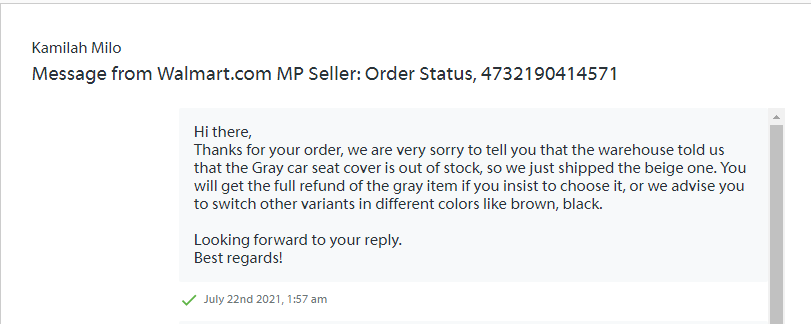 Kamilah Milo
Message from Walmart.com MP Seller: Order Status, 4732190414571
Hi there,
Thanks for your order, we are very sorry to tell you that the warehouse told us
that the Gray car seat cover is out of stock, so we just shipped the beige one. You
will get the full refund of the gray item if you insist to choose it, or we advise you
to switch other variants in different colors like brown, black.
Looking forward to your reply.
Best regards!
July 22nd 2021, 1:57 am